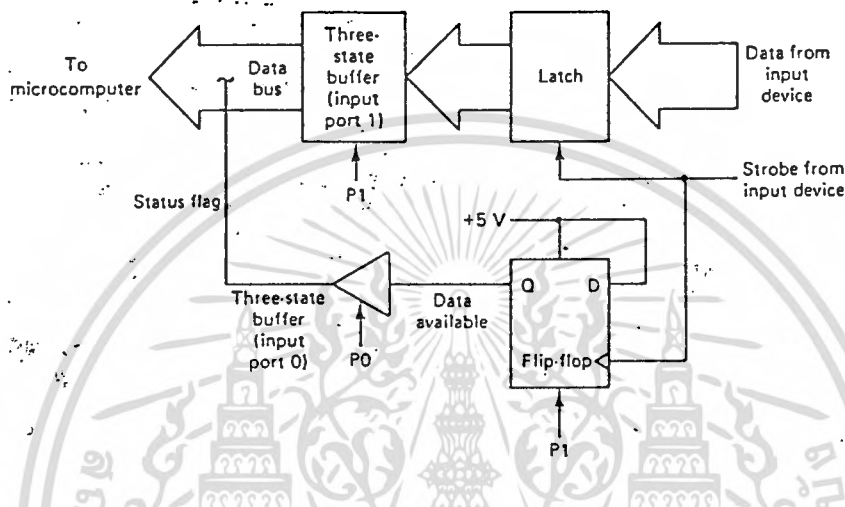 To
microcomputer
Data
bus
Three-
state
buffer
(input
port 1)
Latch
Data from
input
device
P1
Strobe from
input device
Status flag
+5 V
Q D
Three-state
buffer
(input
port 0)
Data
available
P0
Flip-flop
P1